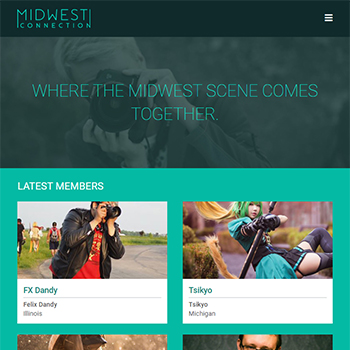 MIDWEST
CONNECTION
WHERE THE MIDWEST SCENE COMES
TOGETHER.
LATEST MEMBERS
FX Dandy
Felix Dandy
Illinois
Tsikyo
Tsikyo
Michigan